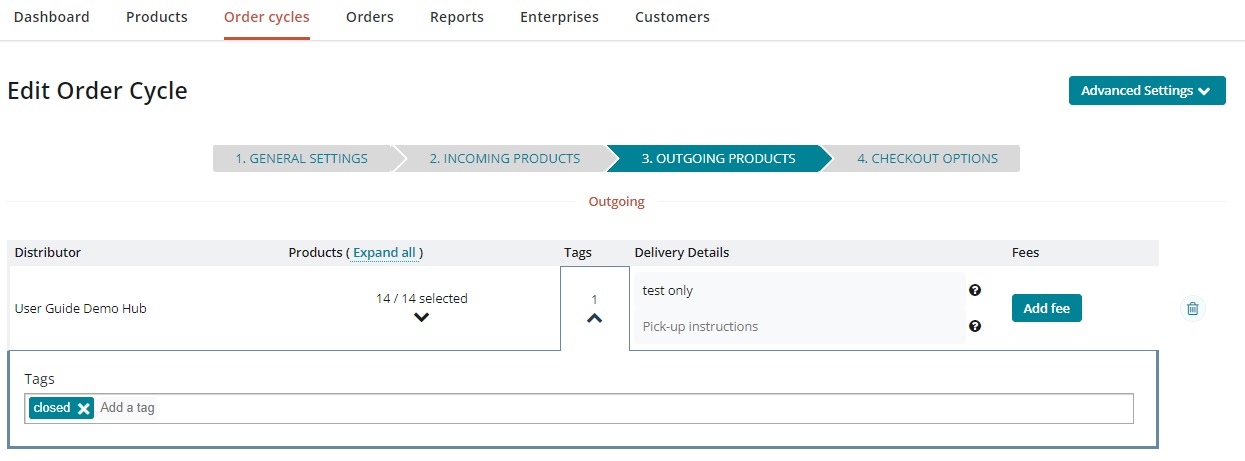 Dashboard Products Order cycles Orders Reports Enterprises Customers
Edit Order Cycle
Advanced Settings
1. GENERAL SETTINGS 2. INCOMING PRODUCTS 3. OUTGOING PRODUCTS 4. CHECKOUT OPTIONS
Outgoing
Distributor Products ( Expand all ) Tags Delivery Details Fees
User Guide Demo Hub 14 / 14 selected 1 test only Add fee
Pick-up instructions
Tags
closed Add a tag